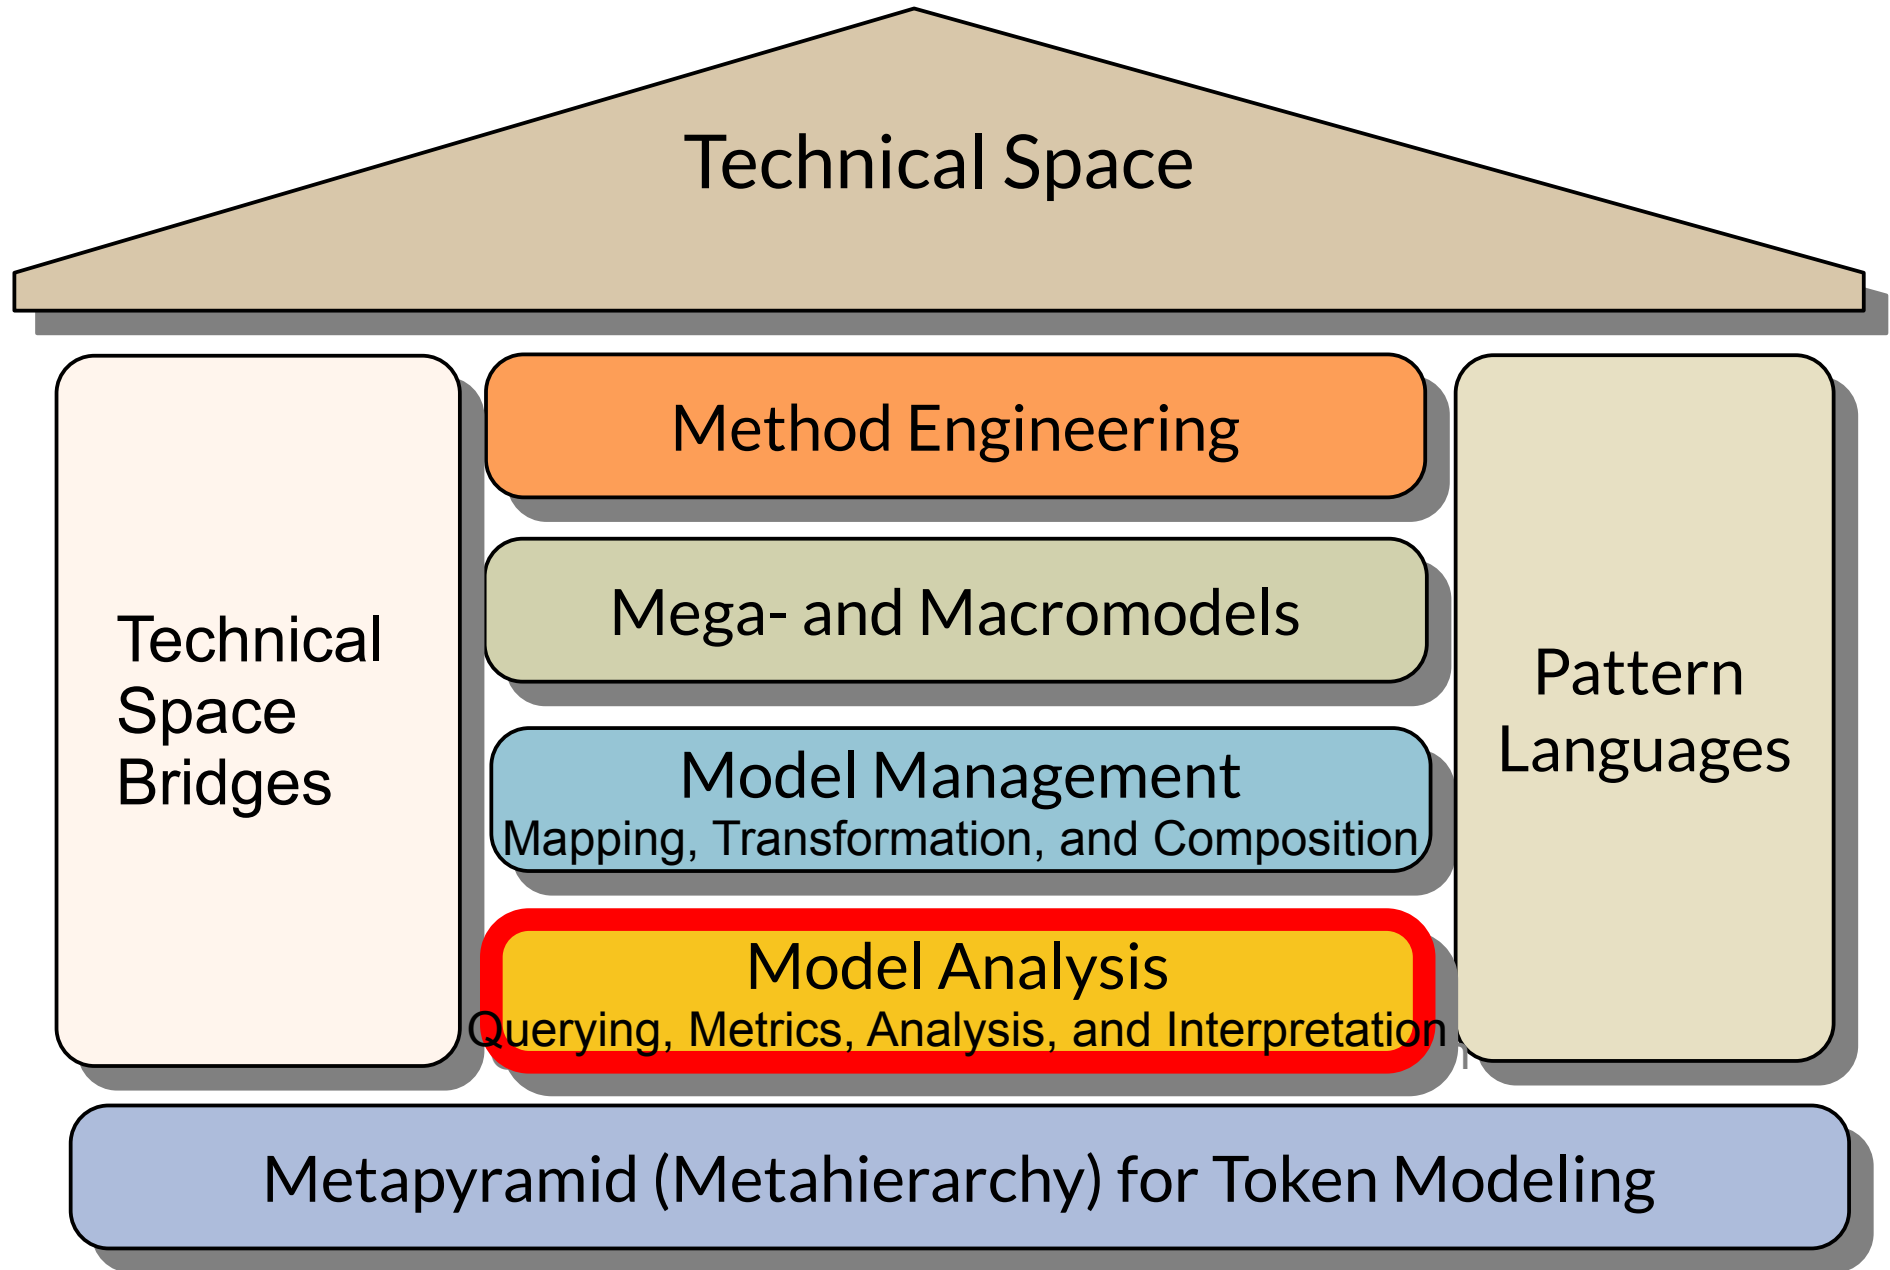 Technical Space
Method Engineering
Mega- and Macromodels
Technical
Space
Bridges
Pattern
Languages
Model Management
Mapping, Transformation, and Composition
Model Analysis
Querying, Metrics, Analysis, and Interpretation
Metapyramid (Metahierarchy) for Token Modeling